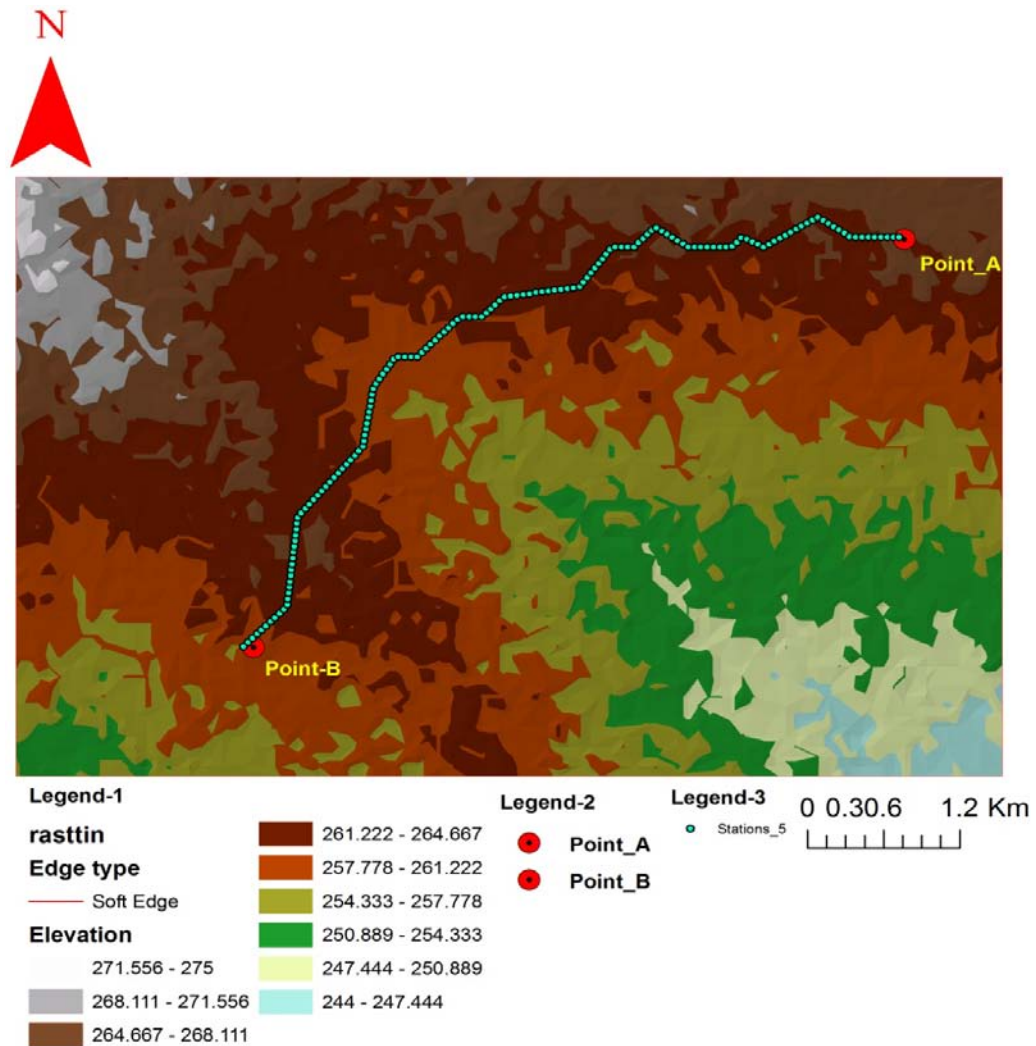 N
Point_A
Point-B
Legend-1
rasttin
Edge type
Soft Edge
Elevation
271.556 - 275
268.111 - 271.556
264.667 - 268.111
261.222 - 264.667
257.778 - 261.222
254.333 - 257.778
250.889 - 254.333
247.444 - 250.889
244 - 247.444
Legend-2
Point_A
Point_B
Legend-3
Stations_5
0 0.30.6 1.2 Km